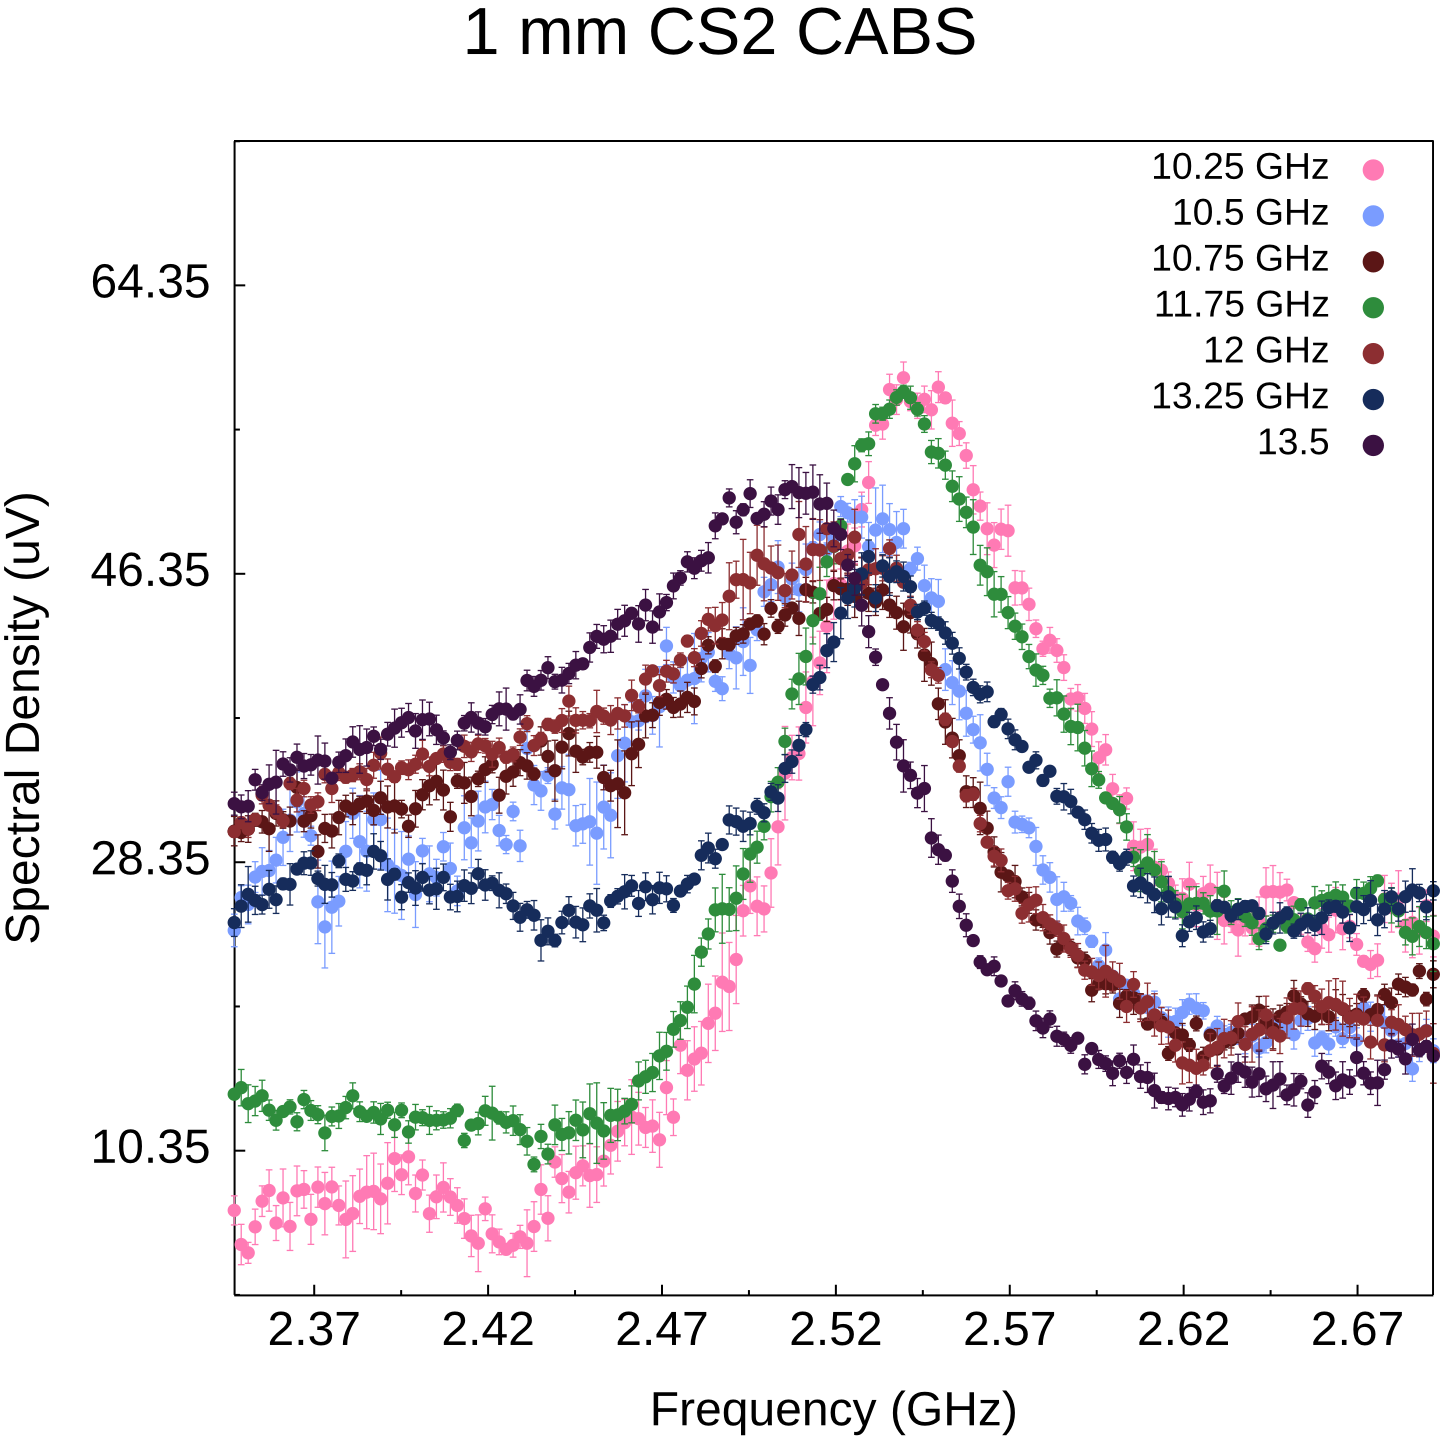 1 mm CS2 CABS
10.25 GHz
10.5 GHz
10.75 GHz
11.75 GHz
12 GHz
13.25 GHz
13.5
64.35
46.35
28.35
10.35
Spectral Density (uV)
2.37 2.42 2.47 2.52 2.57 2.62 2.67
Frequency (GHz)